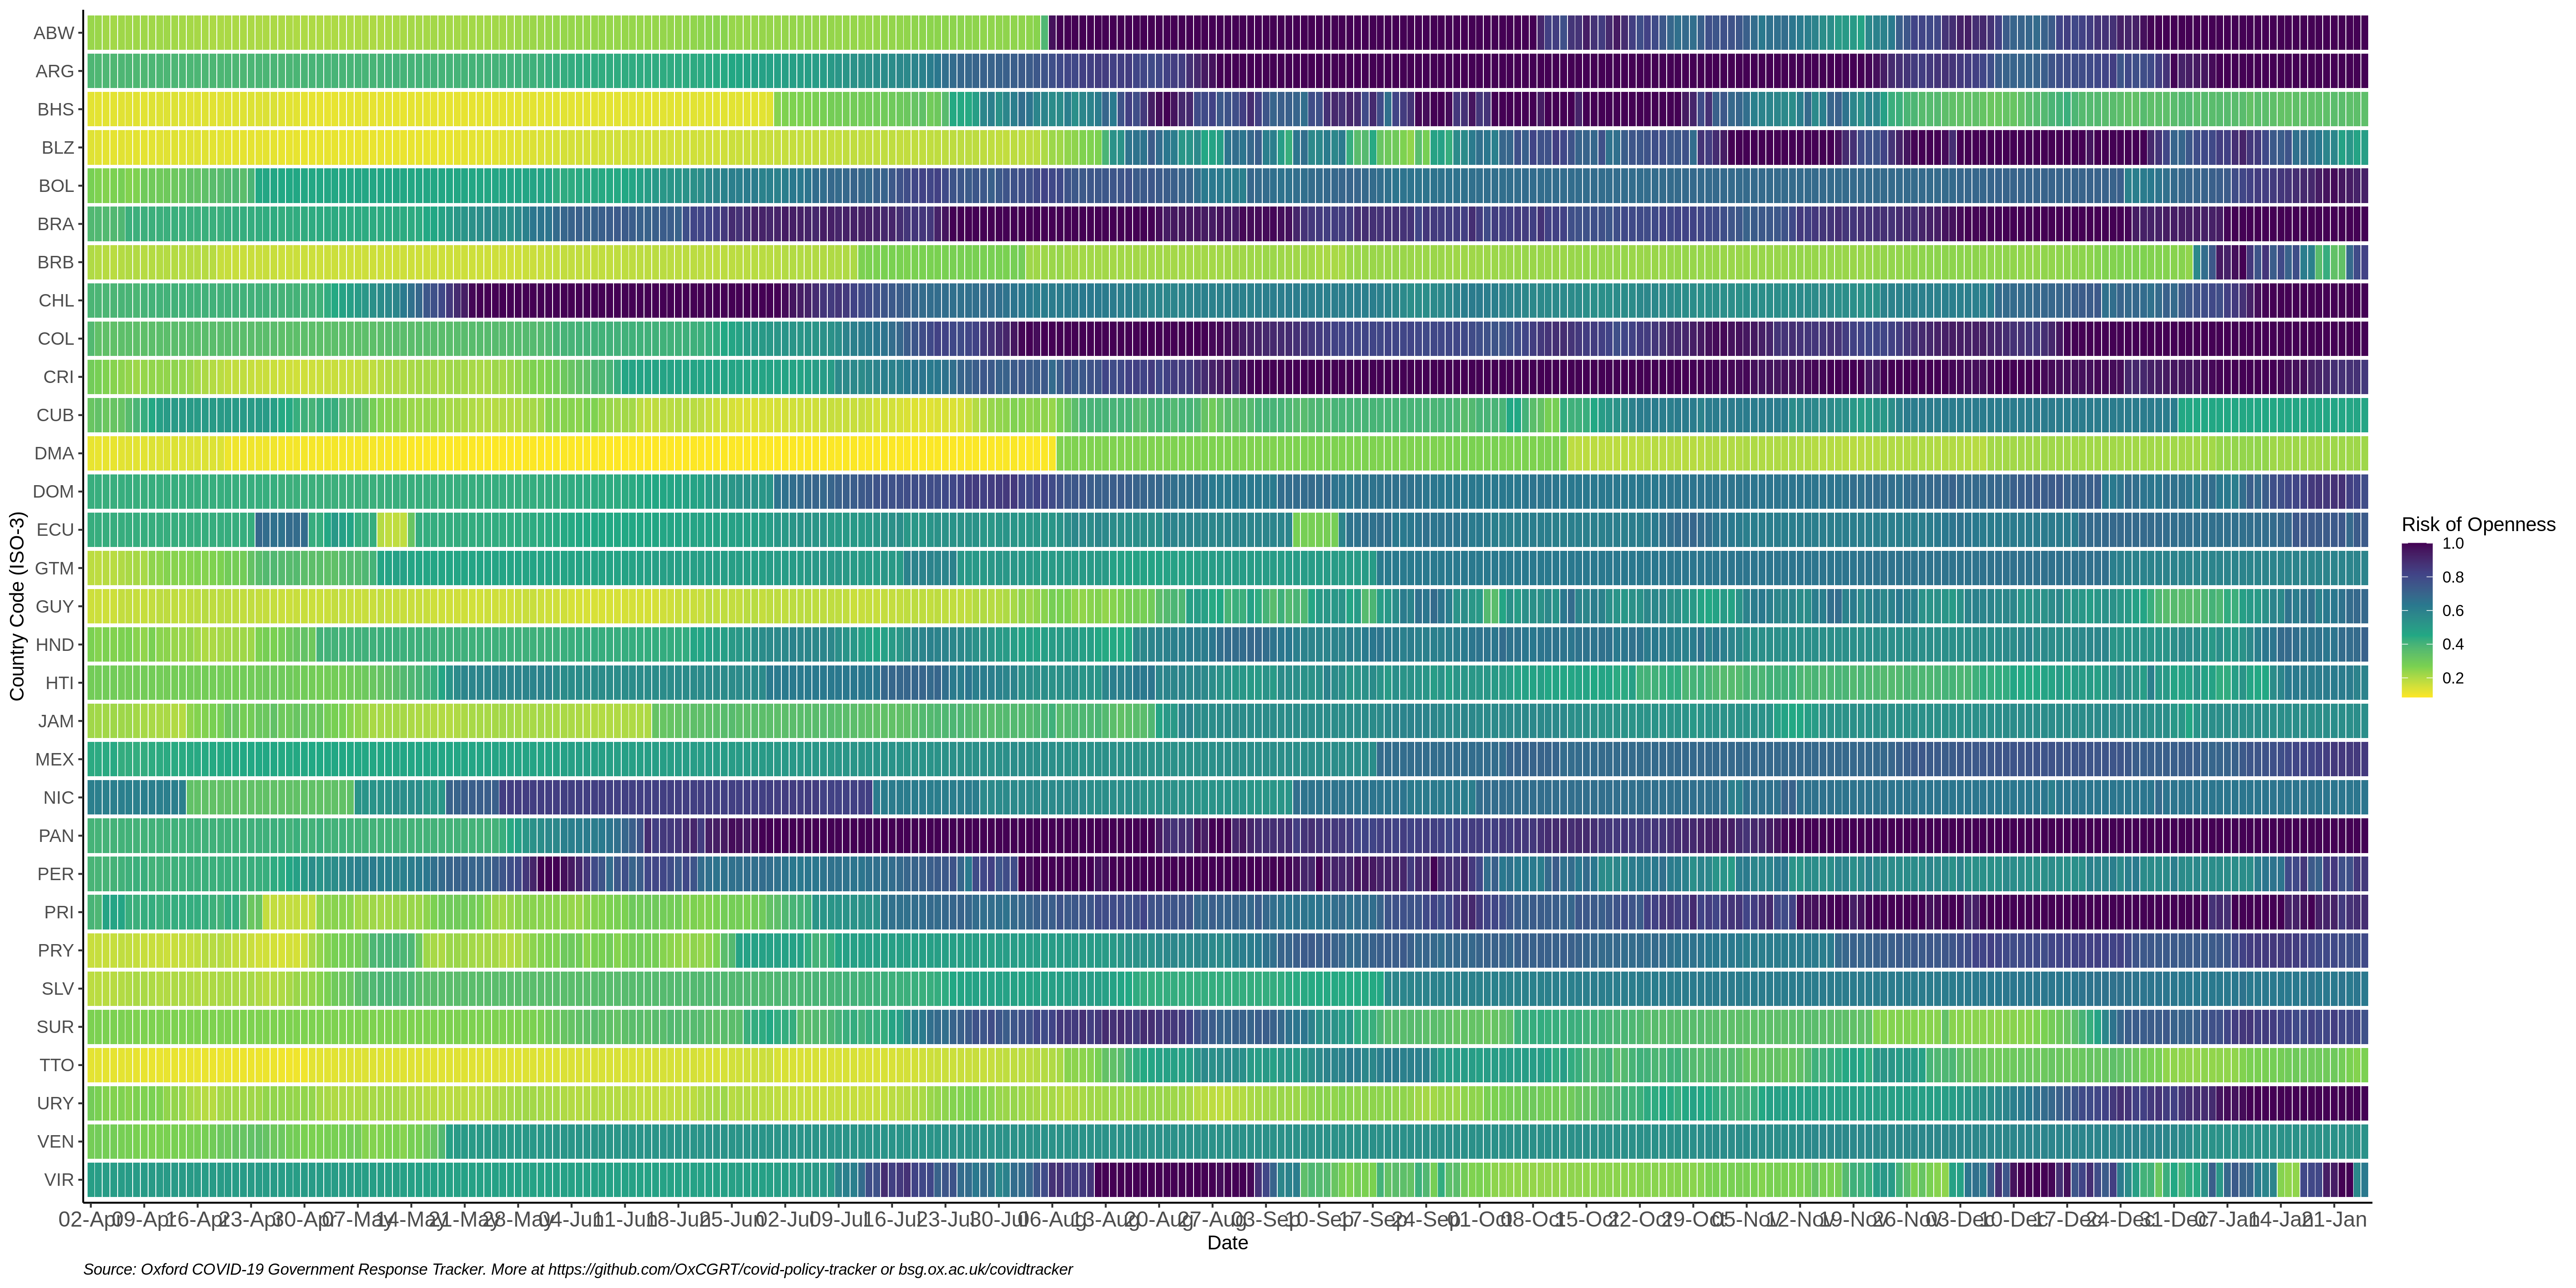 ABW
ARG
BHS
BLZ
BOL
BRA
BRB
CHL
COL
CRI
CUB
DMA
DOM
ECU
GTM
GUY
HND
HTI
JAM
MEX
NIC
PAN
PER
PRI
PRY
SLV
SUR
TTO
URY
VEN
VIR
Country Code (ISO-3)
Risk of Openness
1.0
0.8
0.6
0.4
0.2
02-Apr 09-Apr 16-Apr 23-Apr 30-Apr 07-May 14-May 21-May 28-May 04-Jun 11-Jun 18-Jun 25-Jun 02-Jul 09-Jul 16-Jul 23-Jul 30-Jul 06-Aug 13-Aug 20-Aug 27-Aug 03-Sep 10-Sep 17-Sep 24-Sep 01-Oct 08-Oct 15-Oct 22-Oct 29-Oct 05-Nov 12-Nov 19-Nov 26-Nov 03-Dec 10-Dec 17-Dec 24-Dec 31-Dec 07-Jan 14-Jan 21-Jan
Date
Source: Oxford COVID-19 Government Response Tracker. More at https://github.com/OxCGRT/covid-policy-tracker or bsg.ox.ac.uk/covidtracker